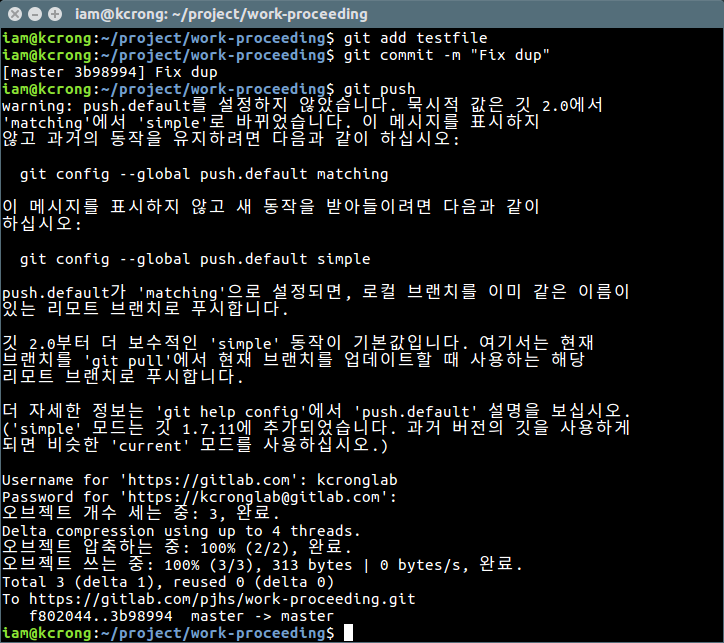 iam@kcrong: ~/project/work-proceeding
iam@kcrong:~/project/work-proceeding$ git add testfile
iam@kcrong:~/project/work-proceeding$ git commit -m "Fix dup"
[master 3b98994] Fix dup
iam@kcrong:~/project/work-proceeding$ git push
warning: push.default를 설정하지 않았습니다. 묵시적 값은 깃 2.0에서
'matching'에서 'simple'로 바뀌었습니다. 이 메시지를 표시하지
않고 과거의 동작을 유지하려면 다음과 같이 하십시오:
git config --global push.default matching
이 메시지를 표시하지 않고 새 동작을 받아들이려면 다음과 같이
하십시오:
git config --global push.default simple
push.default가 'matching'으로 설정되면, 로컬 브랜치를 이미 같은 이름이
있는 리모트 브랜치로 푸시합니다.
깃 2.0부터 더 보수적인 'simple' 동작이 기본값입니다. 여기서는 현재
브랜치를 'git pull'에서 현재 브랜치를 업데이트할 때 사용하는 해당
리모트 브랜치로 푸시합니다.
더 자세한 정보는 'git help config'에서 'push.default' 설명을 보십시오.
('simple' 모드는 깃 1.7.11에 추가되었습니다. 과거 버전의 깃을 사용하게
되면 비슷한 'current' 모드를 사용하십시오.)
Username for 'https://gitlab.com': kcronglab
Password for 'https://kcronglab@gitlab.com':
오브젝트 개수 세는 중: 3, 완료.
Delta compression using up to 4 threads.
오브젝트 압축하는 중: 100% (2/2), 완료.
오브젝트 쓰는 중: 100% (3/3), 313 bytes | 0 bytes/s, 완료.
Total 3 (delta 1), reused 0 (delta 0)
To https://gitlab.com/pjhs/work-proceeding.git
f802044..3b98994  master -> master
iam@kcrong:~/project/work-proceeding$